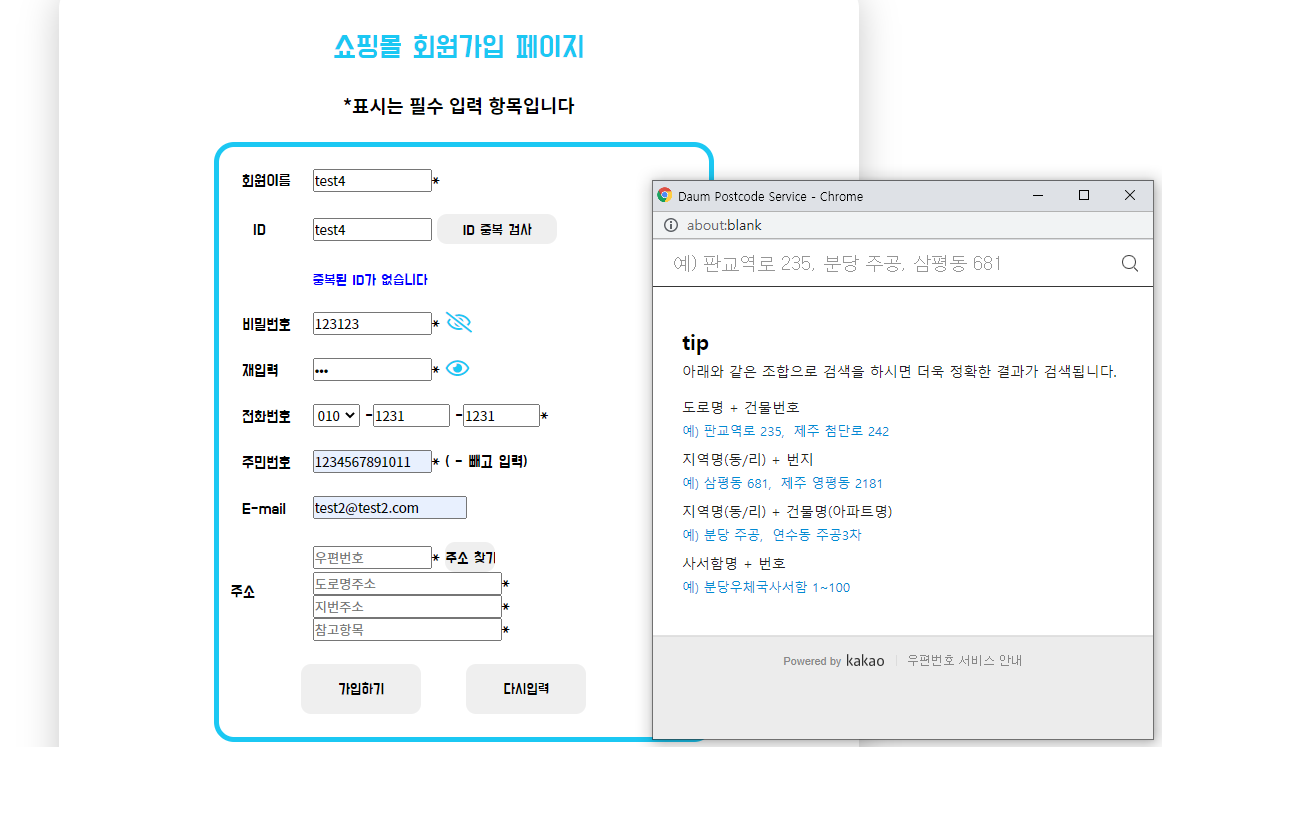 쇼핑몰 회원가입 페이지
*표시는 필수 입력 항목입니다
회원이름 test4 *
ID test4 ID 중복 검사
중복된 ID가 없습니다
비밀번호 123123 *
재입력 ••• *
전화번호 010 - 1231 - 1231 *
주민번호 1234567891011 * ( - 빼고 입력)
E-mail test2@test2.com
우편번호 * 주소 찾기
주소
도로명주소 *
지번주소 *
참고항목 *
가입하기 다시입력
Daum Postcode Service - Chrome
about:blank
예) 판교역로 235, 분당 주공, 삼평동 681
tip
아래와 같은 조합으로 검색을 하시면 더욱 정확한 결과가 검색됩니다.
도로명 + 건물번호
예) 판교역로 235, 제주 첨단로 242
지역명(동/리) + 번지
예) 삼평동 681, 제주 영평동 2181
지역명(동/리) + 건물명(아파트명)
예) 분당 주공, 연수동 주공3차
사서함명 + 번호
예) 분당우체국사서함 1~100
Powered by kakao 우편번호 서비스 안내